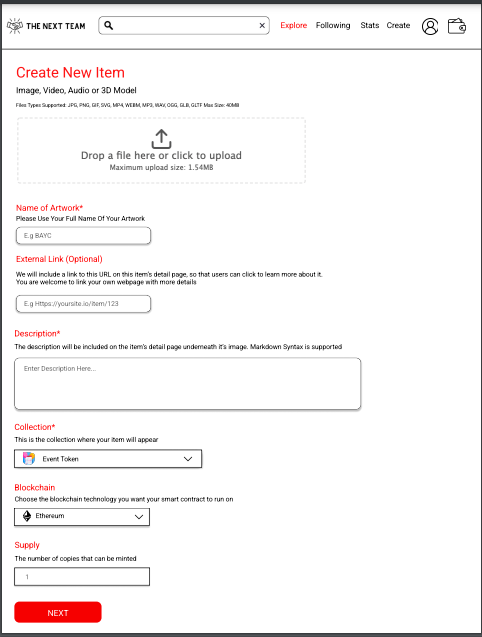 THE NEXT TEAM
Explore Following Stats Create
Create New Item
Image, Video, Audio or 3D Model
Files Types Supported: JPG, PNG, GIF, SVG, MP4, WEBM, MP3, WAV, OGG, GLB, GLTF Max Size: 40MB
Drop a file here or click to upload
Maximum upload size: 1.54MB
Name of Artwork*
Please Use Your Full Name Of Your Artwork
E.g BAYC
External Link (Optional)
We will include a link to this URL on this item's detail page, so that users can click to learn more about it.
You are welcome to link your own webpage with more details
E.g Https://yoursite.io/item/123
Description*
The description will be included on the item's detail page underneath it's image. Markdown Syntax is supported
Enter Description Here...
Collection*
This is the collection where your item will appear
Event Token
Blockchain
Choose the blockchain technology you want your smart contract to run on
Ethereum
Supply
The number of copies that can be minted
1
NEXT